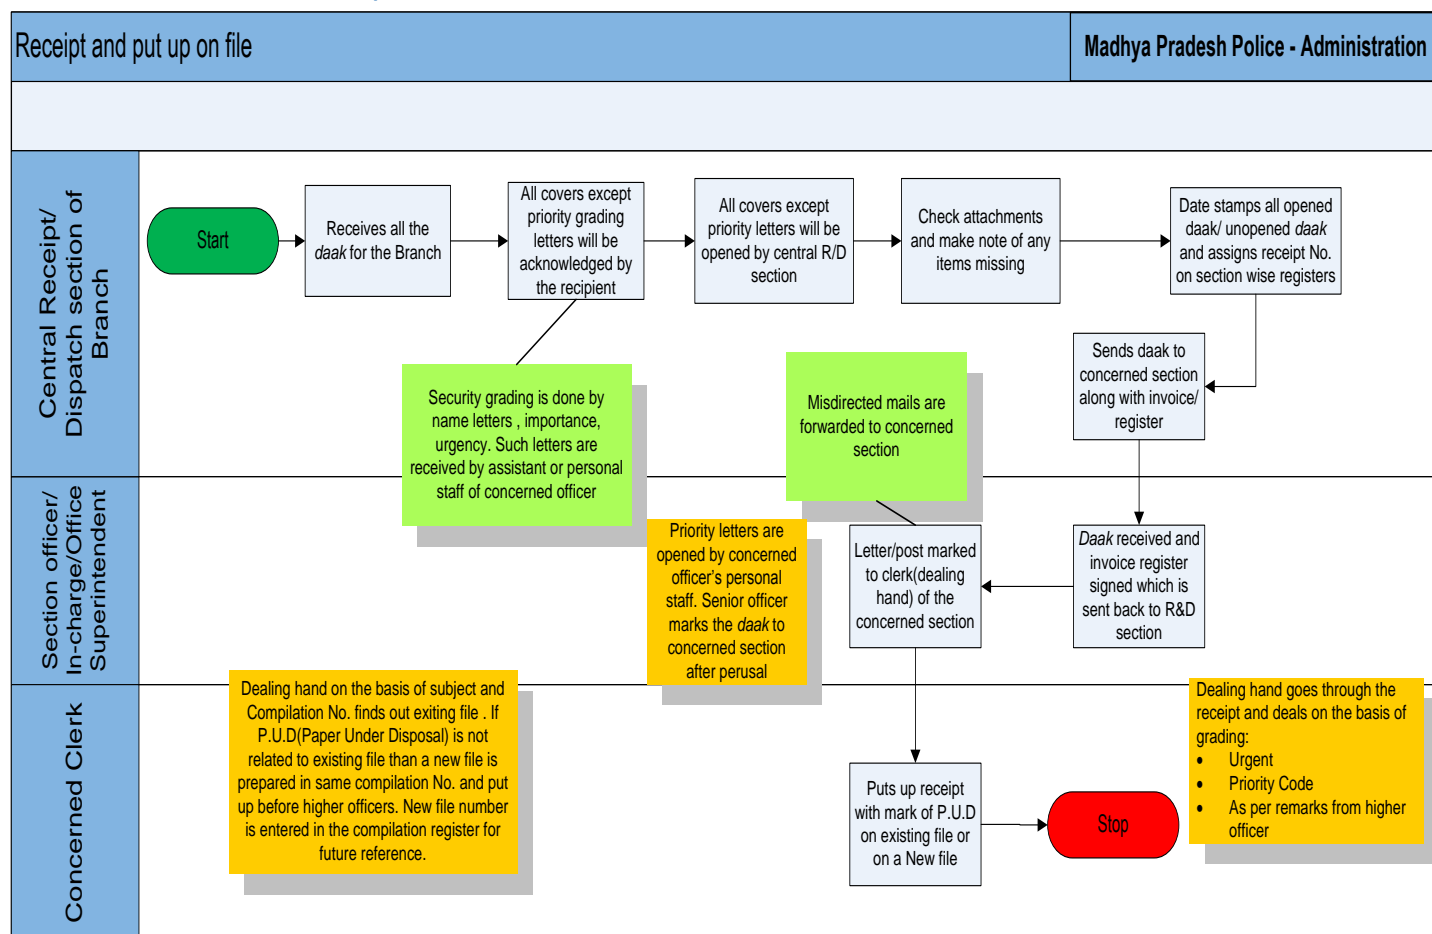 Receipt and put up on file
Madhya Pradesh Police - Administration
Central Receipt/
Dispatch section of
Branch
Start
Receives all the
daak for the Branch
All covers except
priority grading
letters will be
acknowledged by
the recipient
All covers except
priority letters will be
opened by central R/D
section
Check attachments
and make note of any
items missing
Date stamps all opened
daak/ unopened daak
and assigns receipt No.
on section wise registers
Sends daak to
concerned section
along with invoice/
register
Security grading is done by
name letters , importance,
urgency. Such letters are
received by assistant or personal
staff of concerned officer
Misdirected mails are
forwarded to concerned
section
Section officer/
In-charge/Office
Superintendent
Priority letters are
opened by concerned
officer's personal
staff. Senior officer
marks the daak to
concerned section
after perusal
Letter/post marked
to clerk(dealing
hand) of the
concerned section
Daak received and
invoice register
signed which is
sent back to R&D
section
Concerned Clerk
Dealing hand on the basis of subject and
Compilation No. finds out exiting file . If
P.U.D(Paper Under Disposal) is not
related to existing file than a new file is
prepared in same compilation No. and put
up before higher officers. New file number
is entered in the compilation register for
future reference.
Puts up receipt
with mark of P.U.D
on existing file or
on a New file
Stop
Dealing hand goes through the
receipt and deals on the basis of
grading:
• Urgent
• Priority Code
• As per remarks from higher
officer